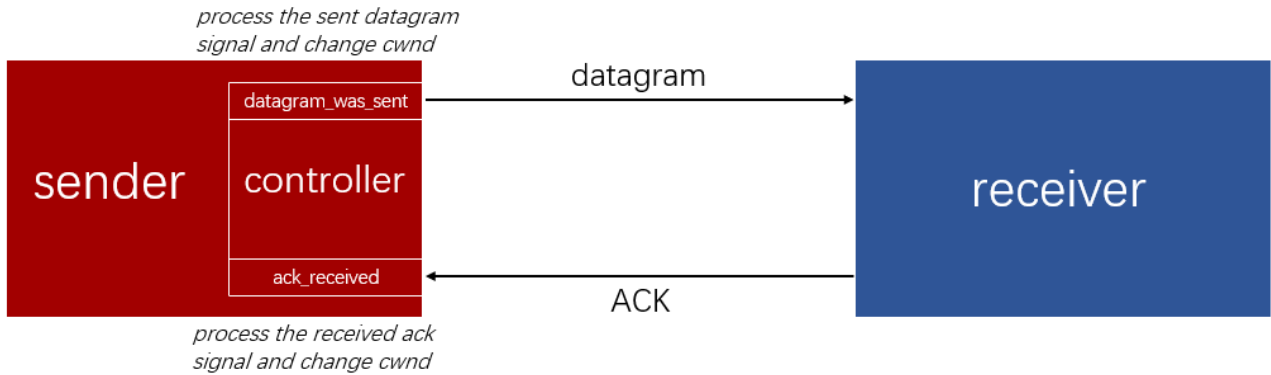 process the sent datagram
signal and change cwnd
datagram
datagram_was_sent
sender
controller
receiver
ack_received
ACK
process the received ack
signal and change cwnd